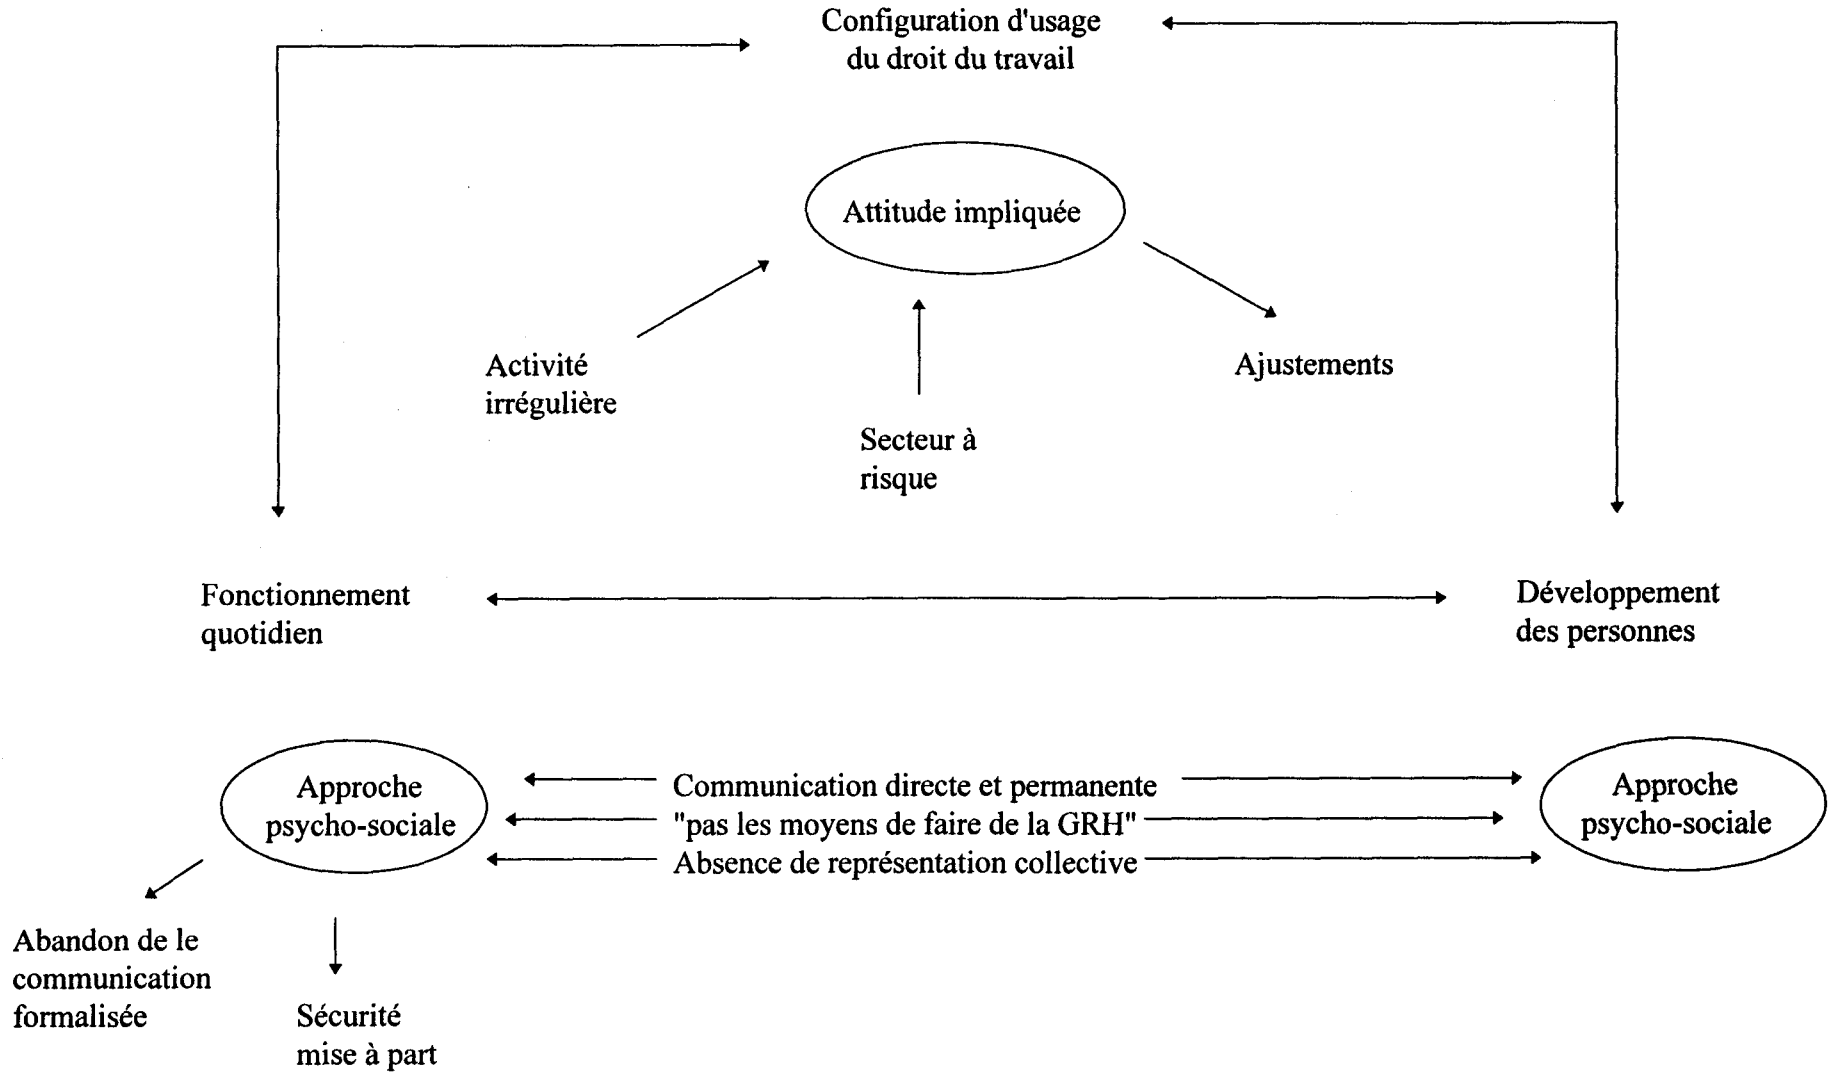 Configuration d'usage
du droit du travail
Attitude impliquée
Activité
irrégulière
Ajustements
Secteur à
risque
Fonctionnement
quotidien
Développement
des personnes
Approche
psycho-sociale
Communication directe et permanente
"pas les moyens de faire de la GRH"
Absence de représentation collective
Approche
psycho-sociale
Abandon de le
communication
formalisée
Sécurité
mise à part